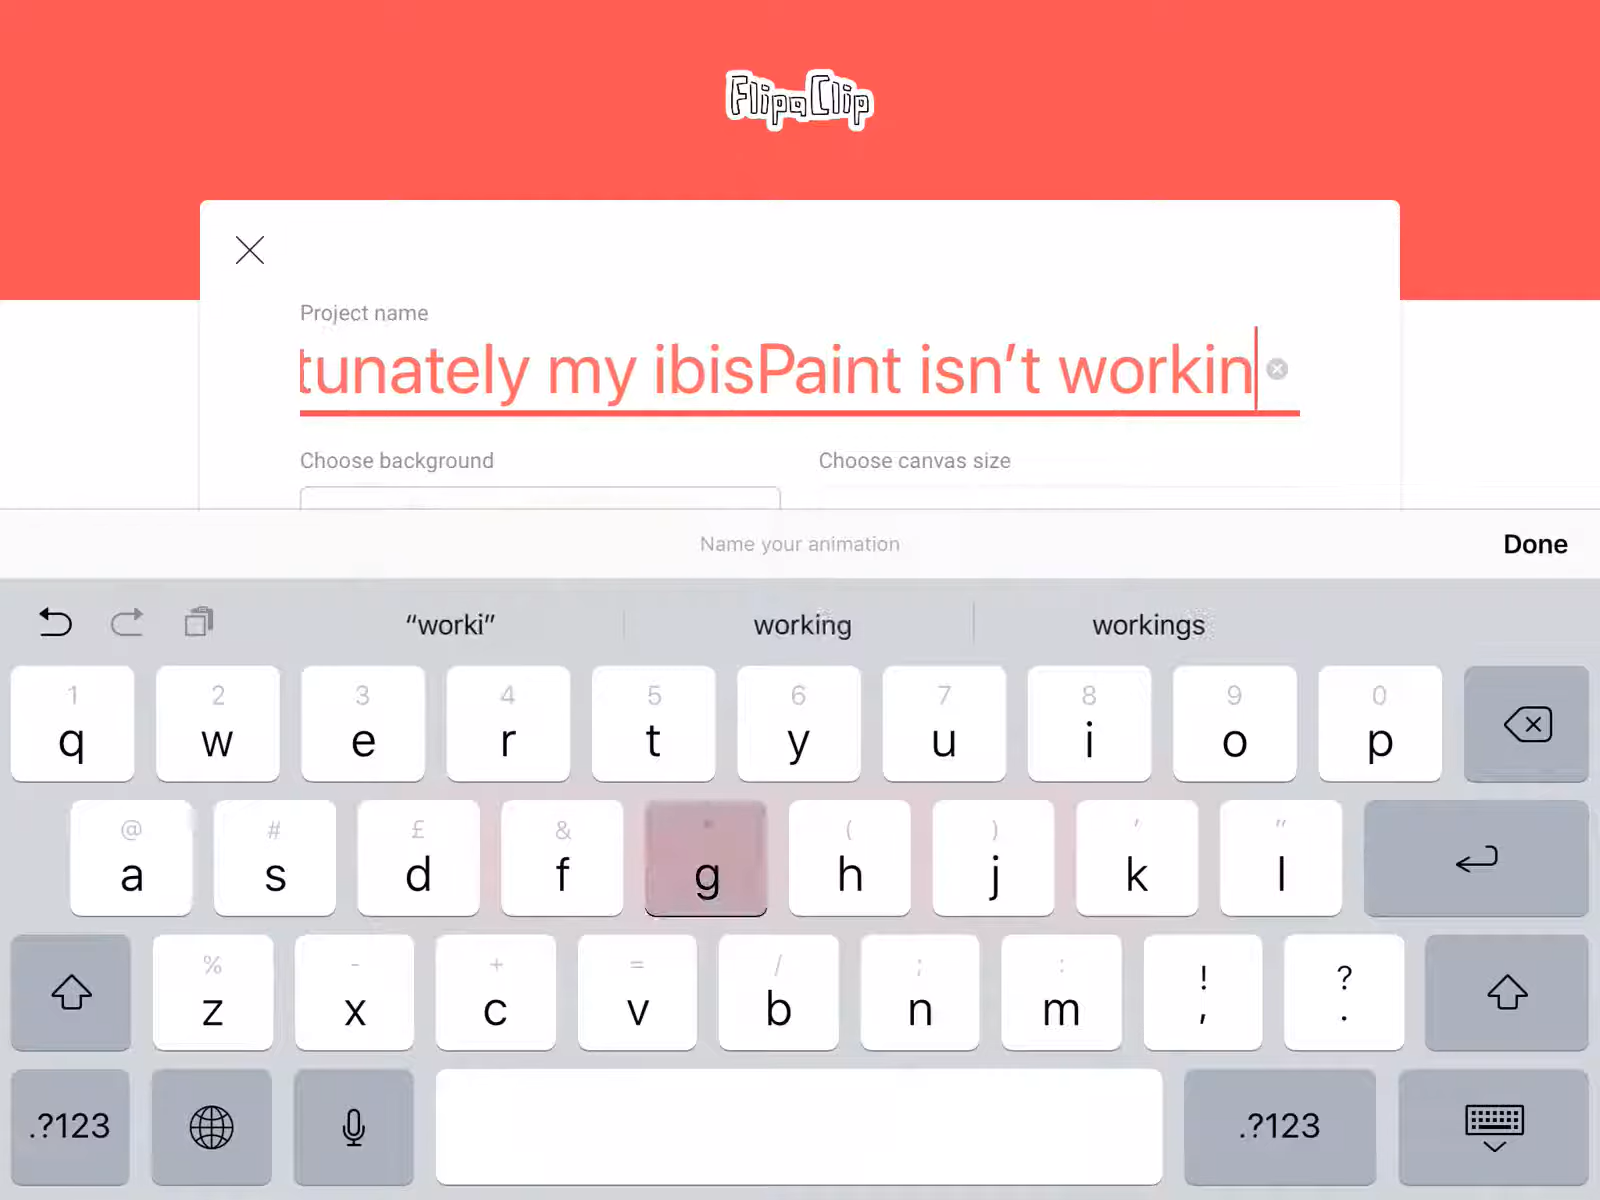 FlipaClip
Project name
tunately my ibisPaint isn’t workin
Choose background
Choose canvas size
Name your animation
Done
“worki”
working
workings
1 2 3 4 5 6 7 8 9 0
q w e r t y u i o p
@ # £ & * ( ) ' "
a s d f g h j k l
% - + = / ; : ! ?
z x c v b n m , .
.?123
.?123